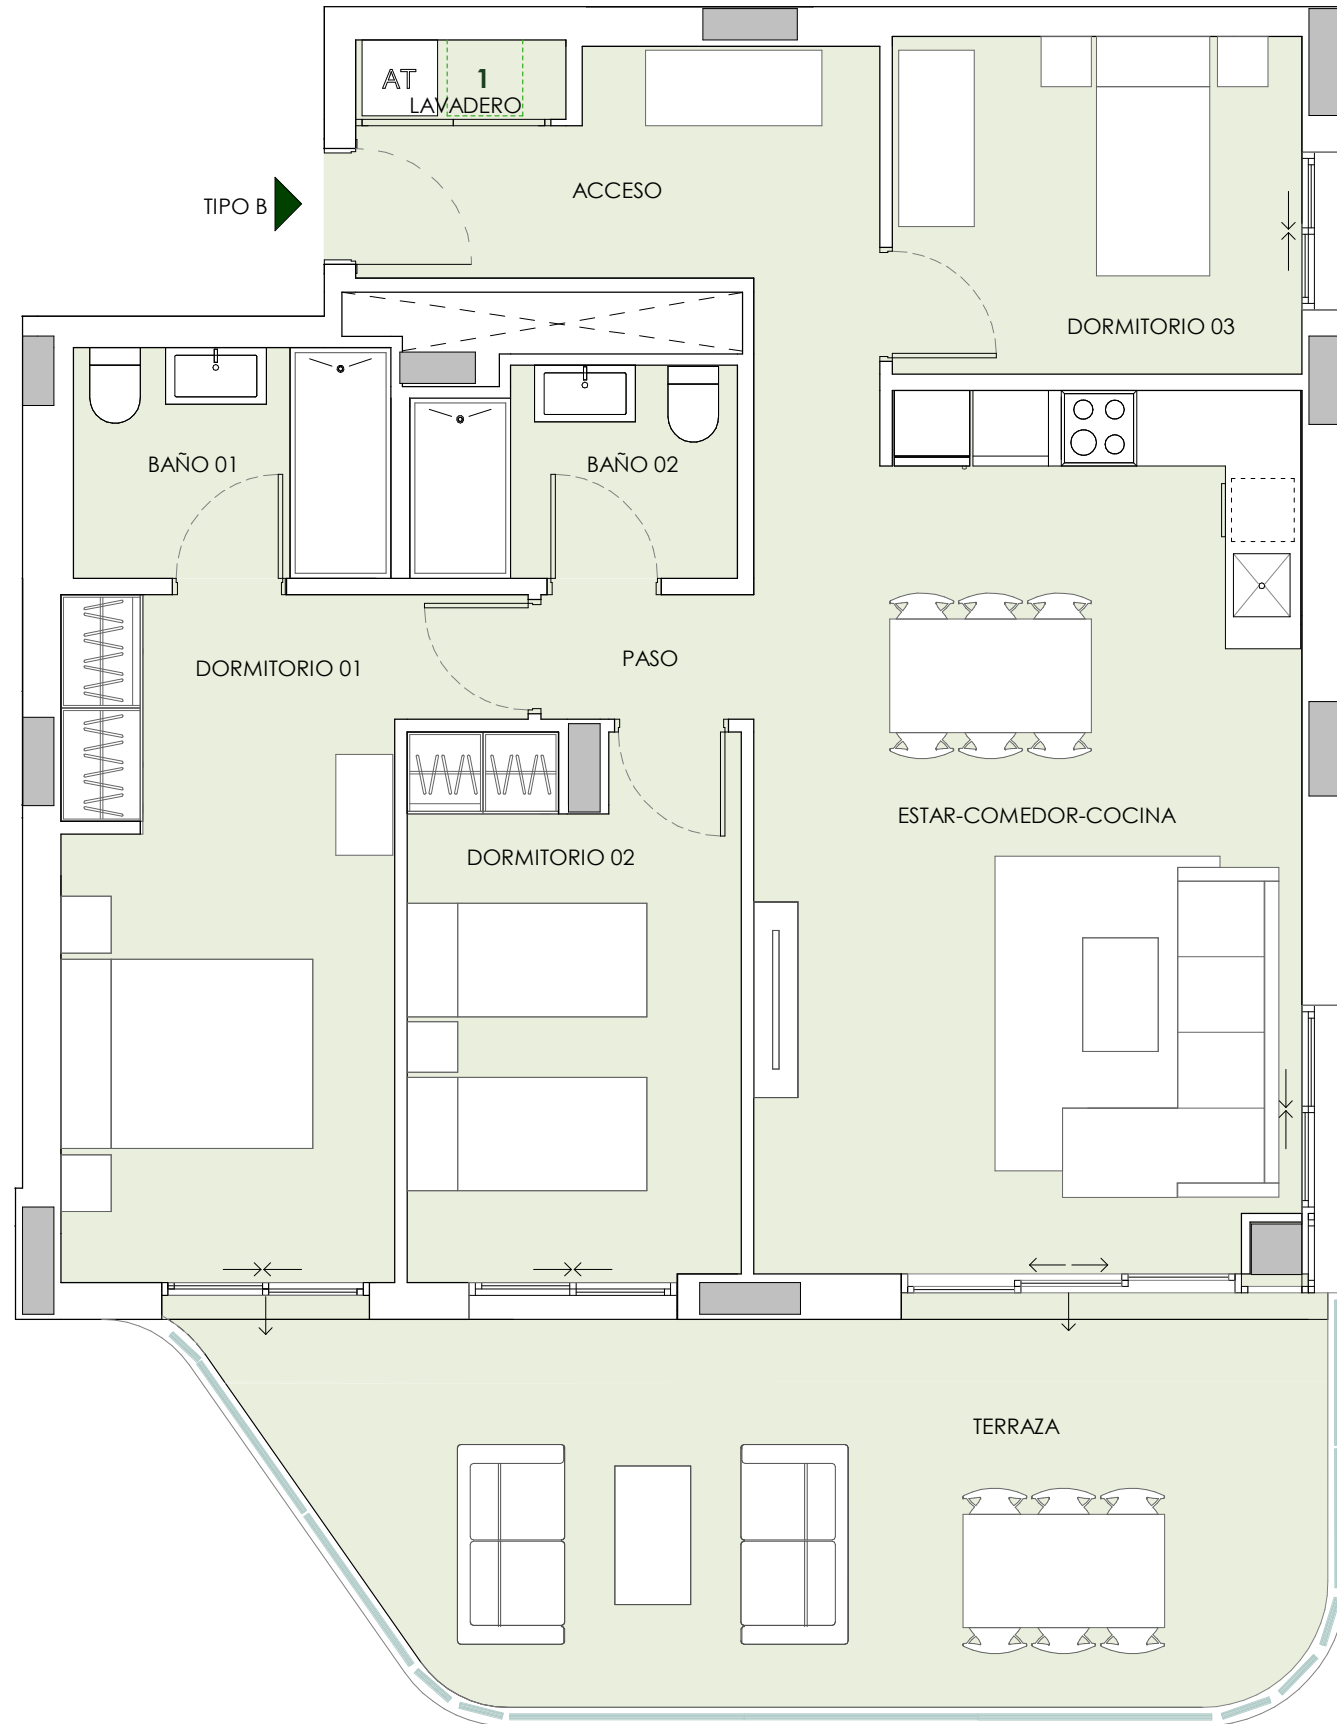 AT
1
LAVADERO
ACCESO
TIPO B
DORMITORIO 03
BAÑO 01
BAÑO 02
DORMITORIO 01
PASO
ESTAR-COMEDOR-COCINA
DORMITORIO 02
TERRAZA